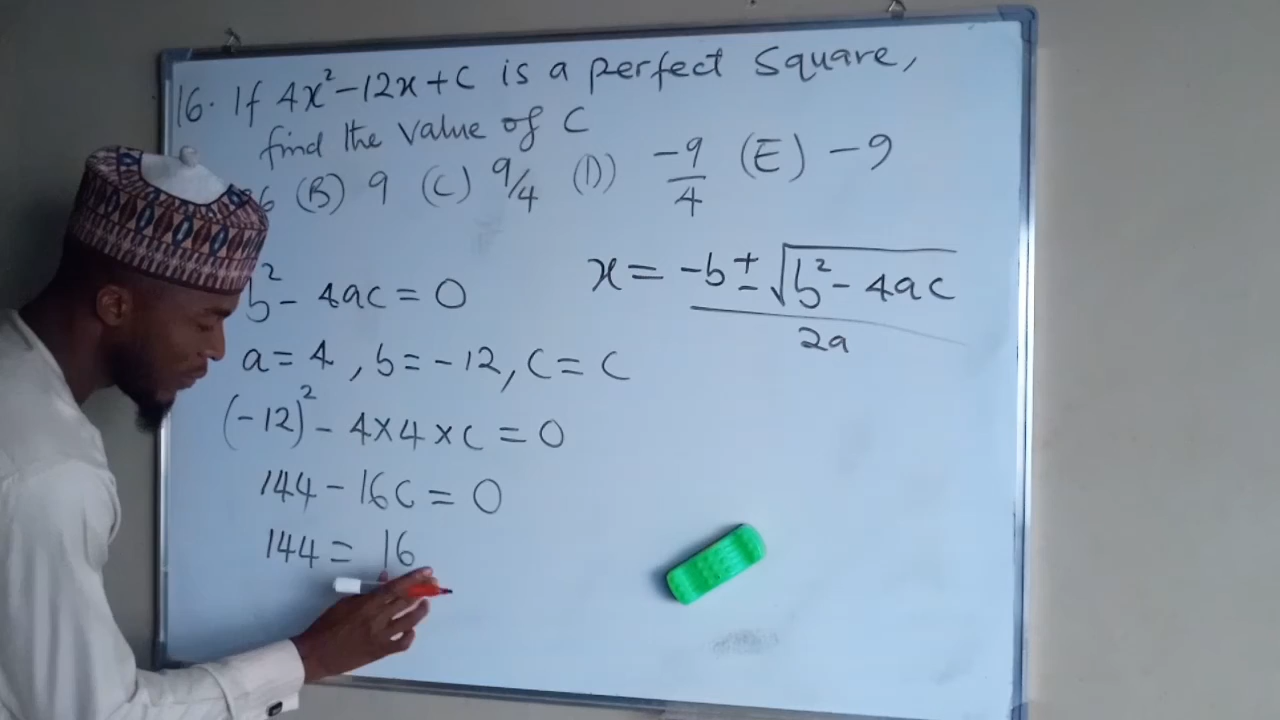 16. If 4x²-12x+C is a perfect square,
find the value of C
6 (B) 9 (C) 9/4 (D) -9/4 (E) -9
b² - 4ac = 0
x = -b ± √b² - 4ac
2a
a = 4, b = -12, C = C
(-12)² - 4×4×C = 0
144 - 16C = 0
144 = 16